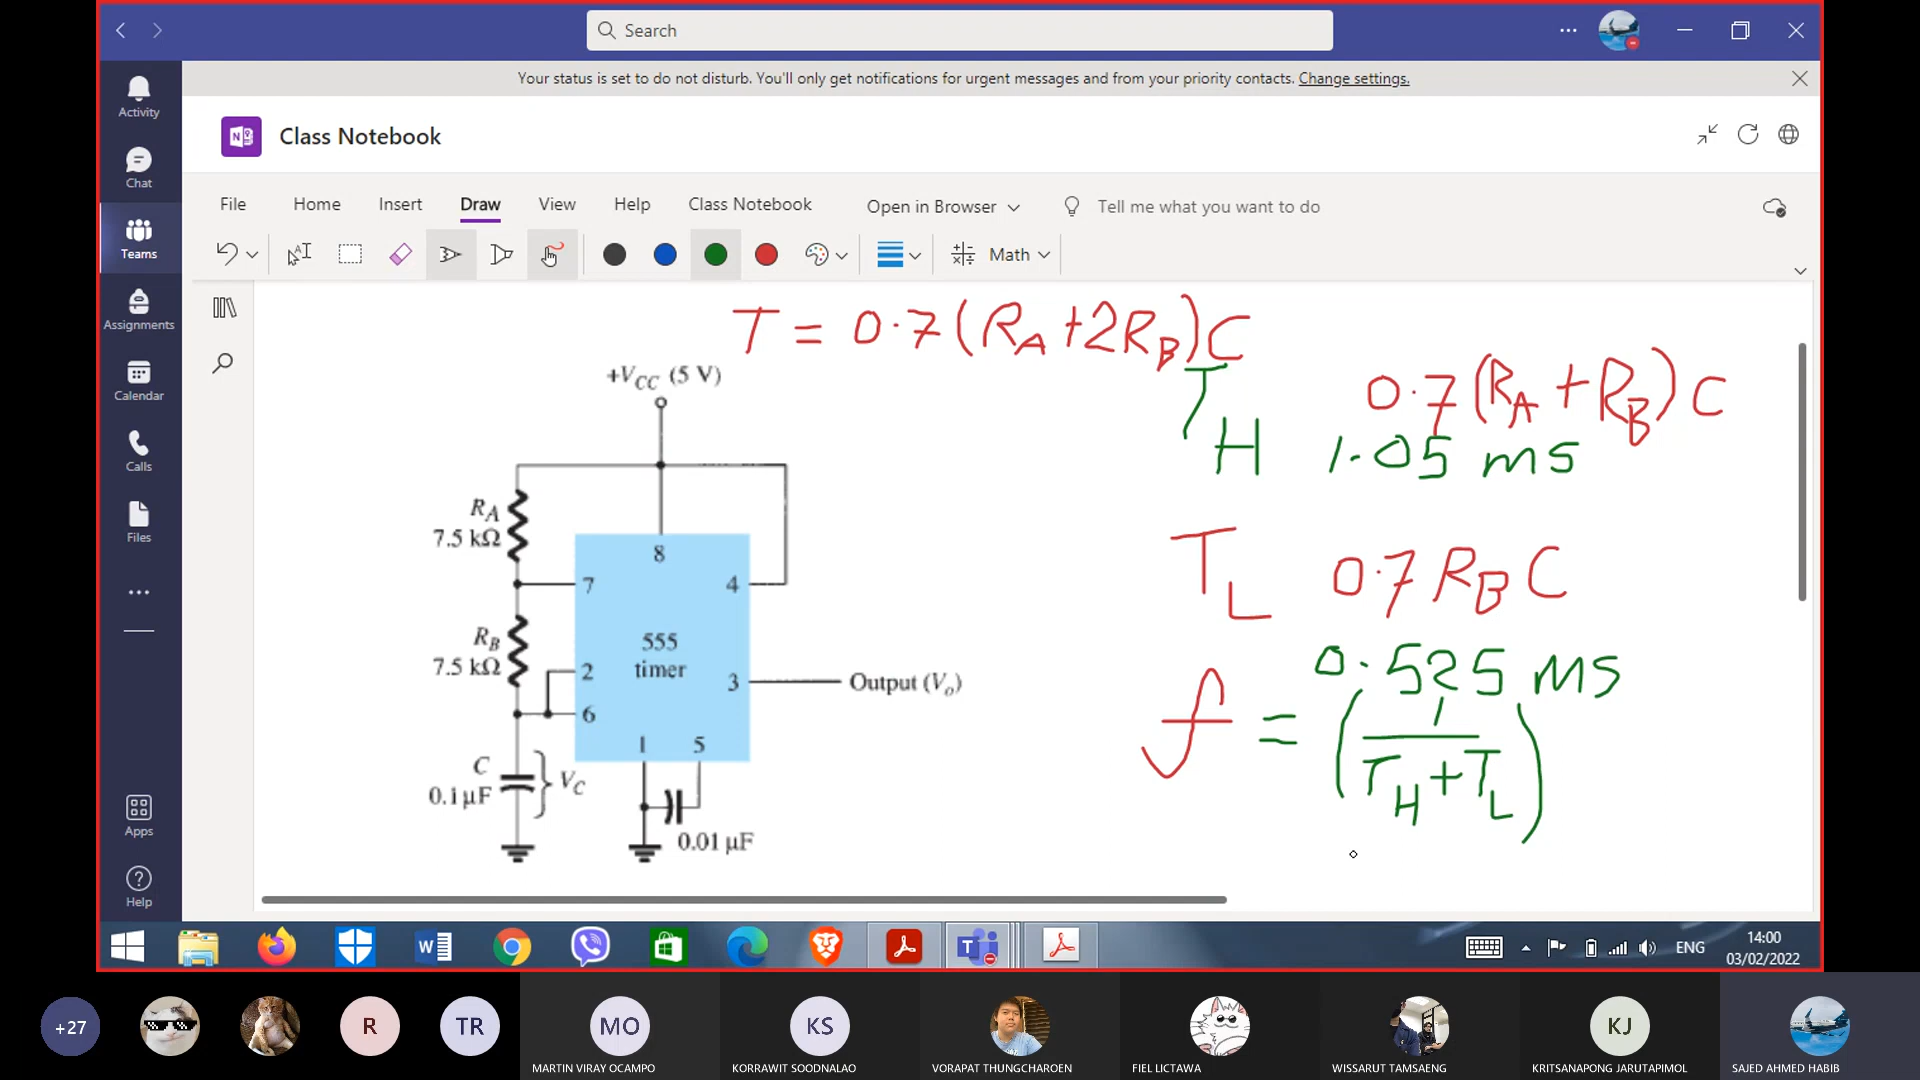 Search
Your status is set to do not disturb. You'll only get notifications for urgent messages and from your priority contacts. Change settings.
Activity
Chat
Teams
Assignments
Calendar
Calls
Files
Apps
Help
Class Notebook
File Home Insert Draw View Help Class Notebook Open in Browser Tell me what you want to do
Math
T = 0.7(RA+2RB)C
TH 0.7(RA+RB)C
1.05 ms
TL 0.7 RB C
0.525 ms
f = (1/(TH+TL))
+VCC (5 V)
RA
7.5 kΩ
8
7
4
RB
7.5 kΩ
555
timer
2
3
Output (Vo)
6
1
5
C
0.1 μF
VC
0.01 μF
ENG
14:00
03/02/2022
+27
R
TR
MO
KS
KJ
MARTIN VIRAY OCAMPO
KORRAWIT SOODNALAO
VORAPAT THUNGCHAROEN
FIEL LICTAWA
WISSARUT TAMSAENG
KRITSANAPONG JARUTAPIMOL
SAJED AHMED HABIB